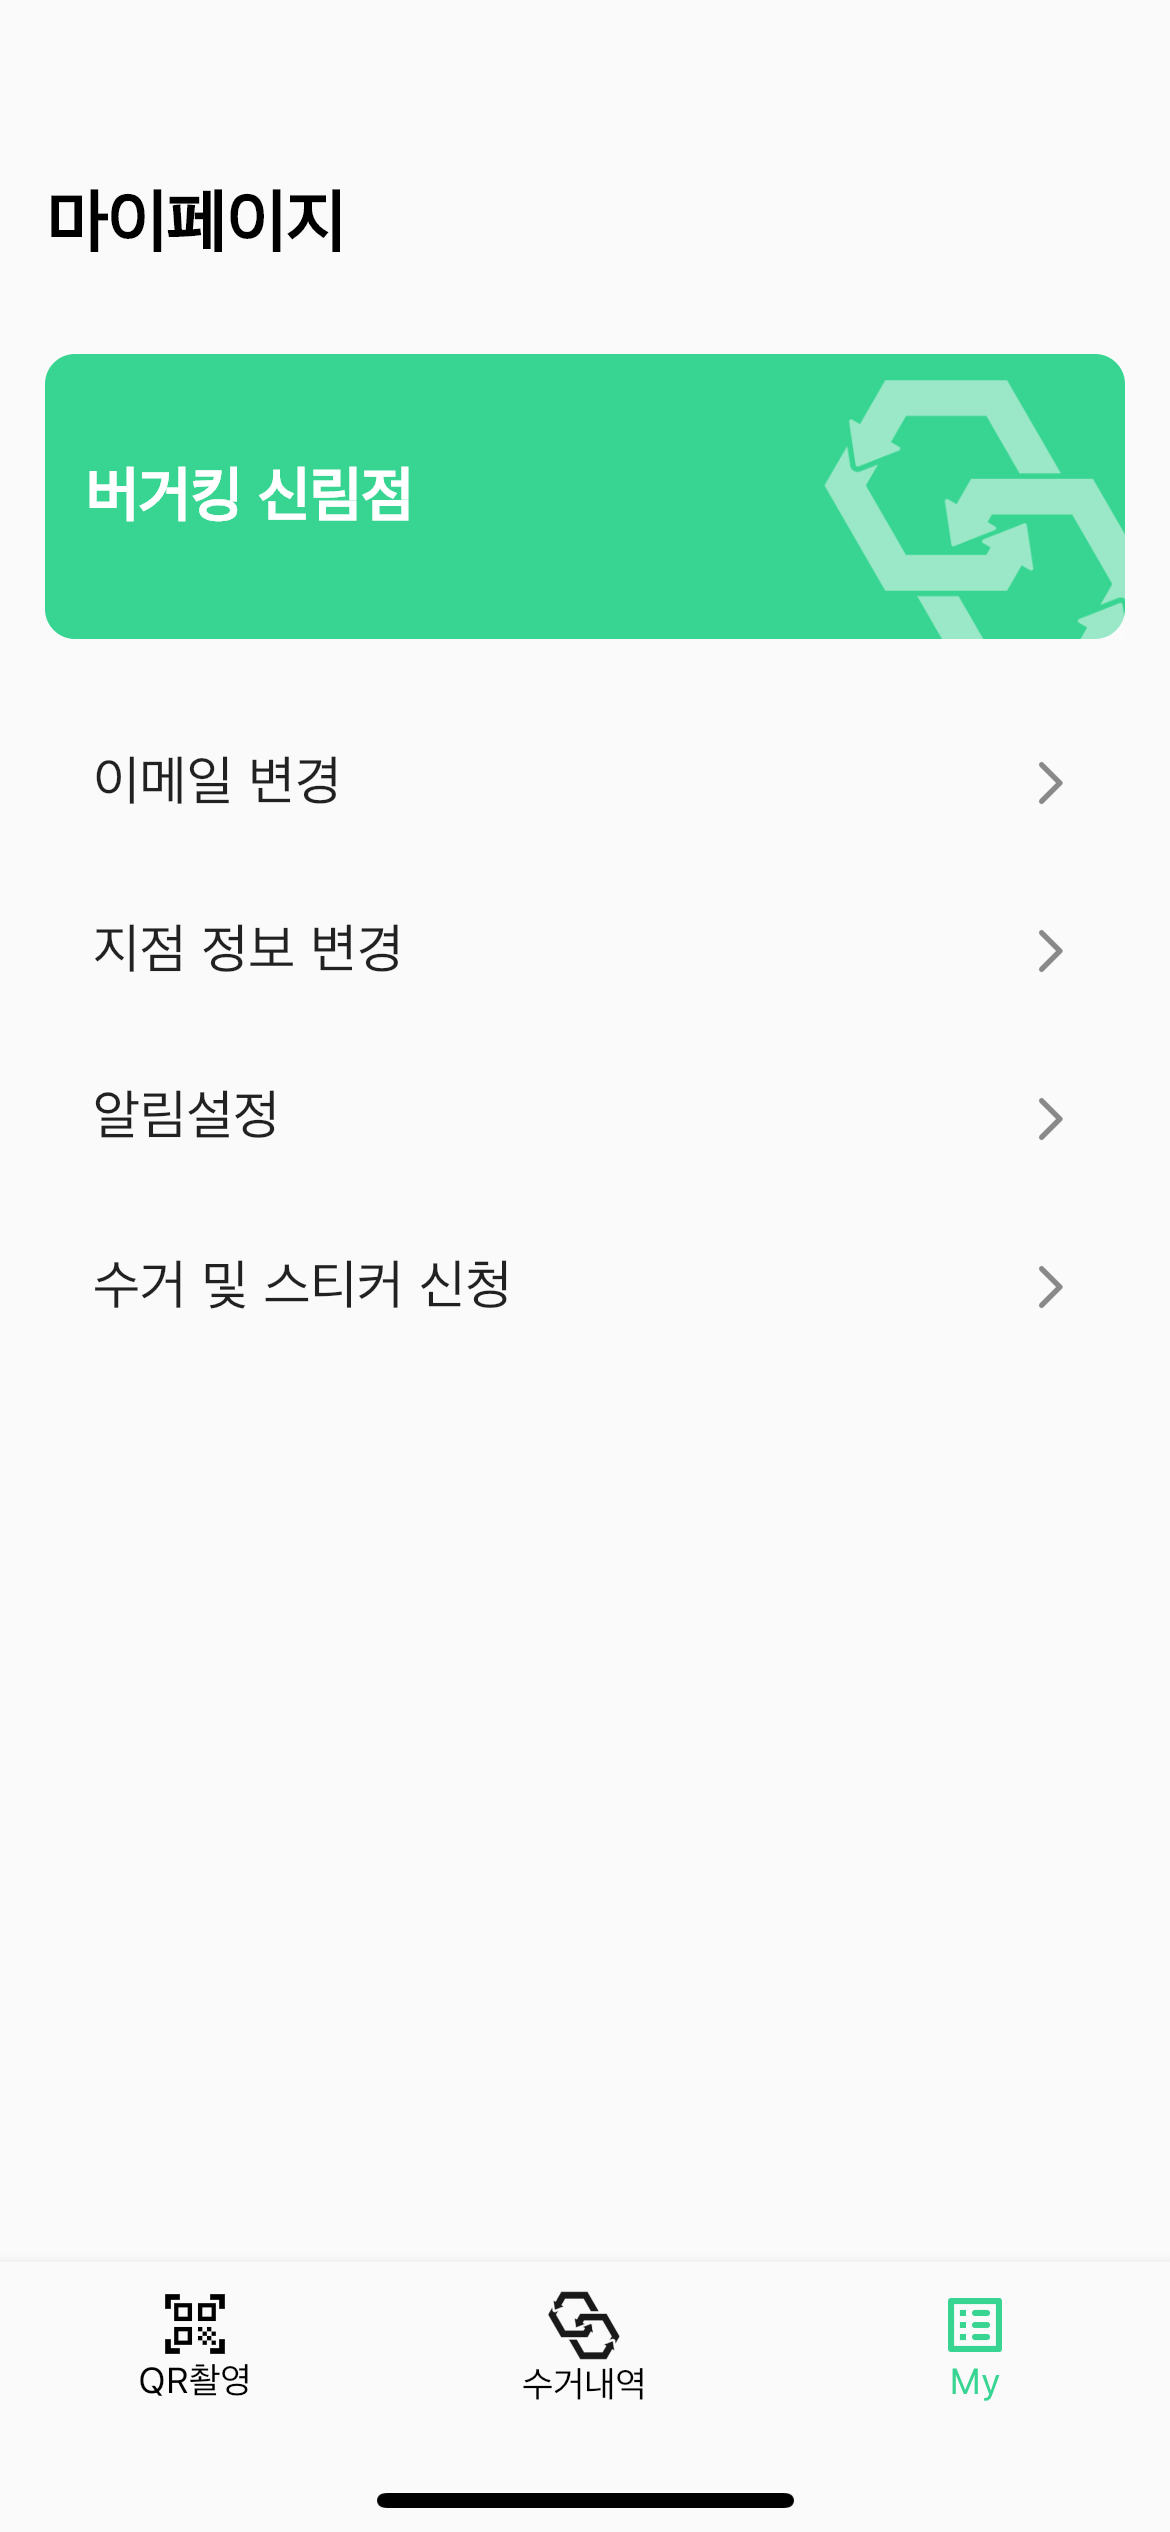 마이페이지
버거킹 신림점
이메일 변경
지점 정보 변경
알림설정
수거 및 스티커 신청
QR촬영
수거내역
My